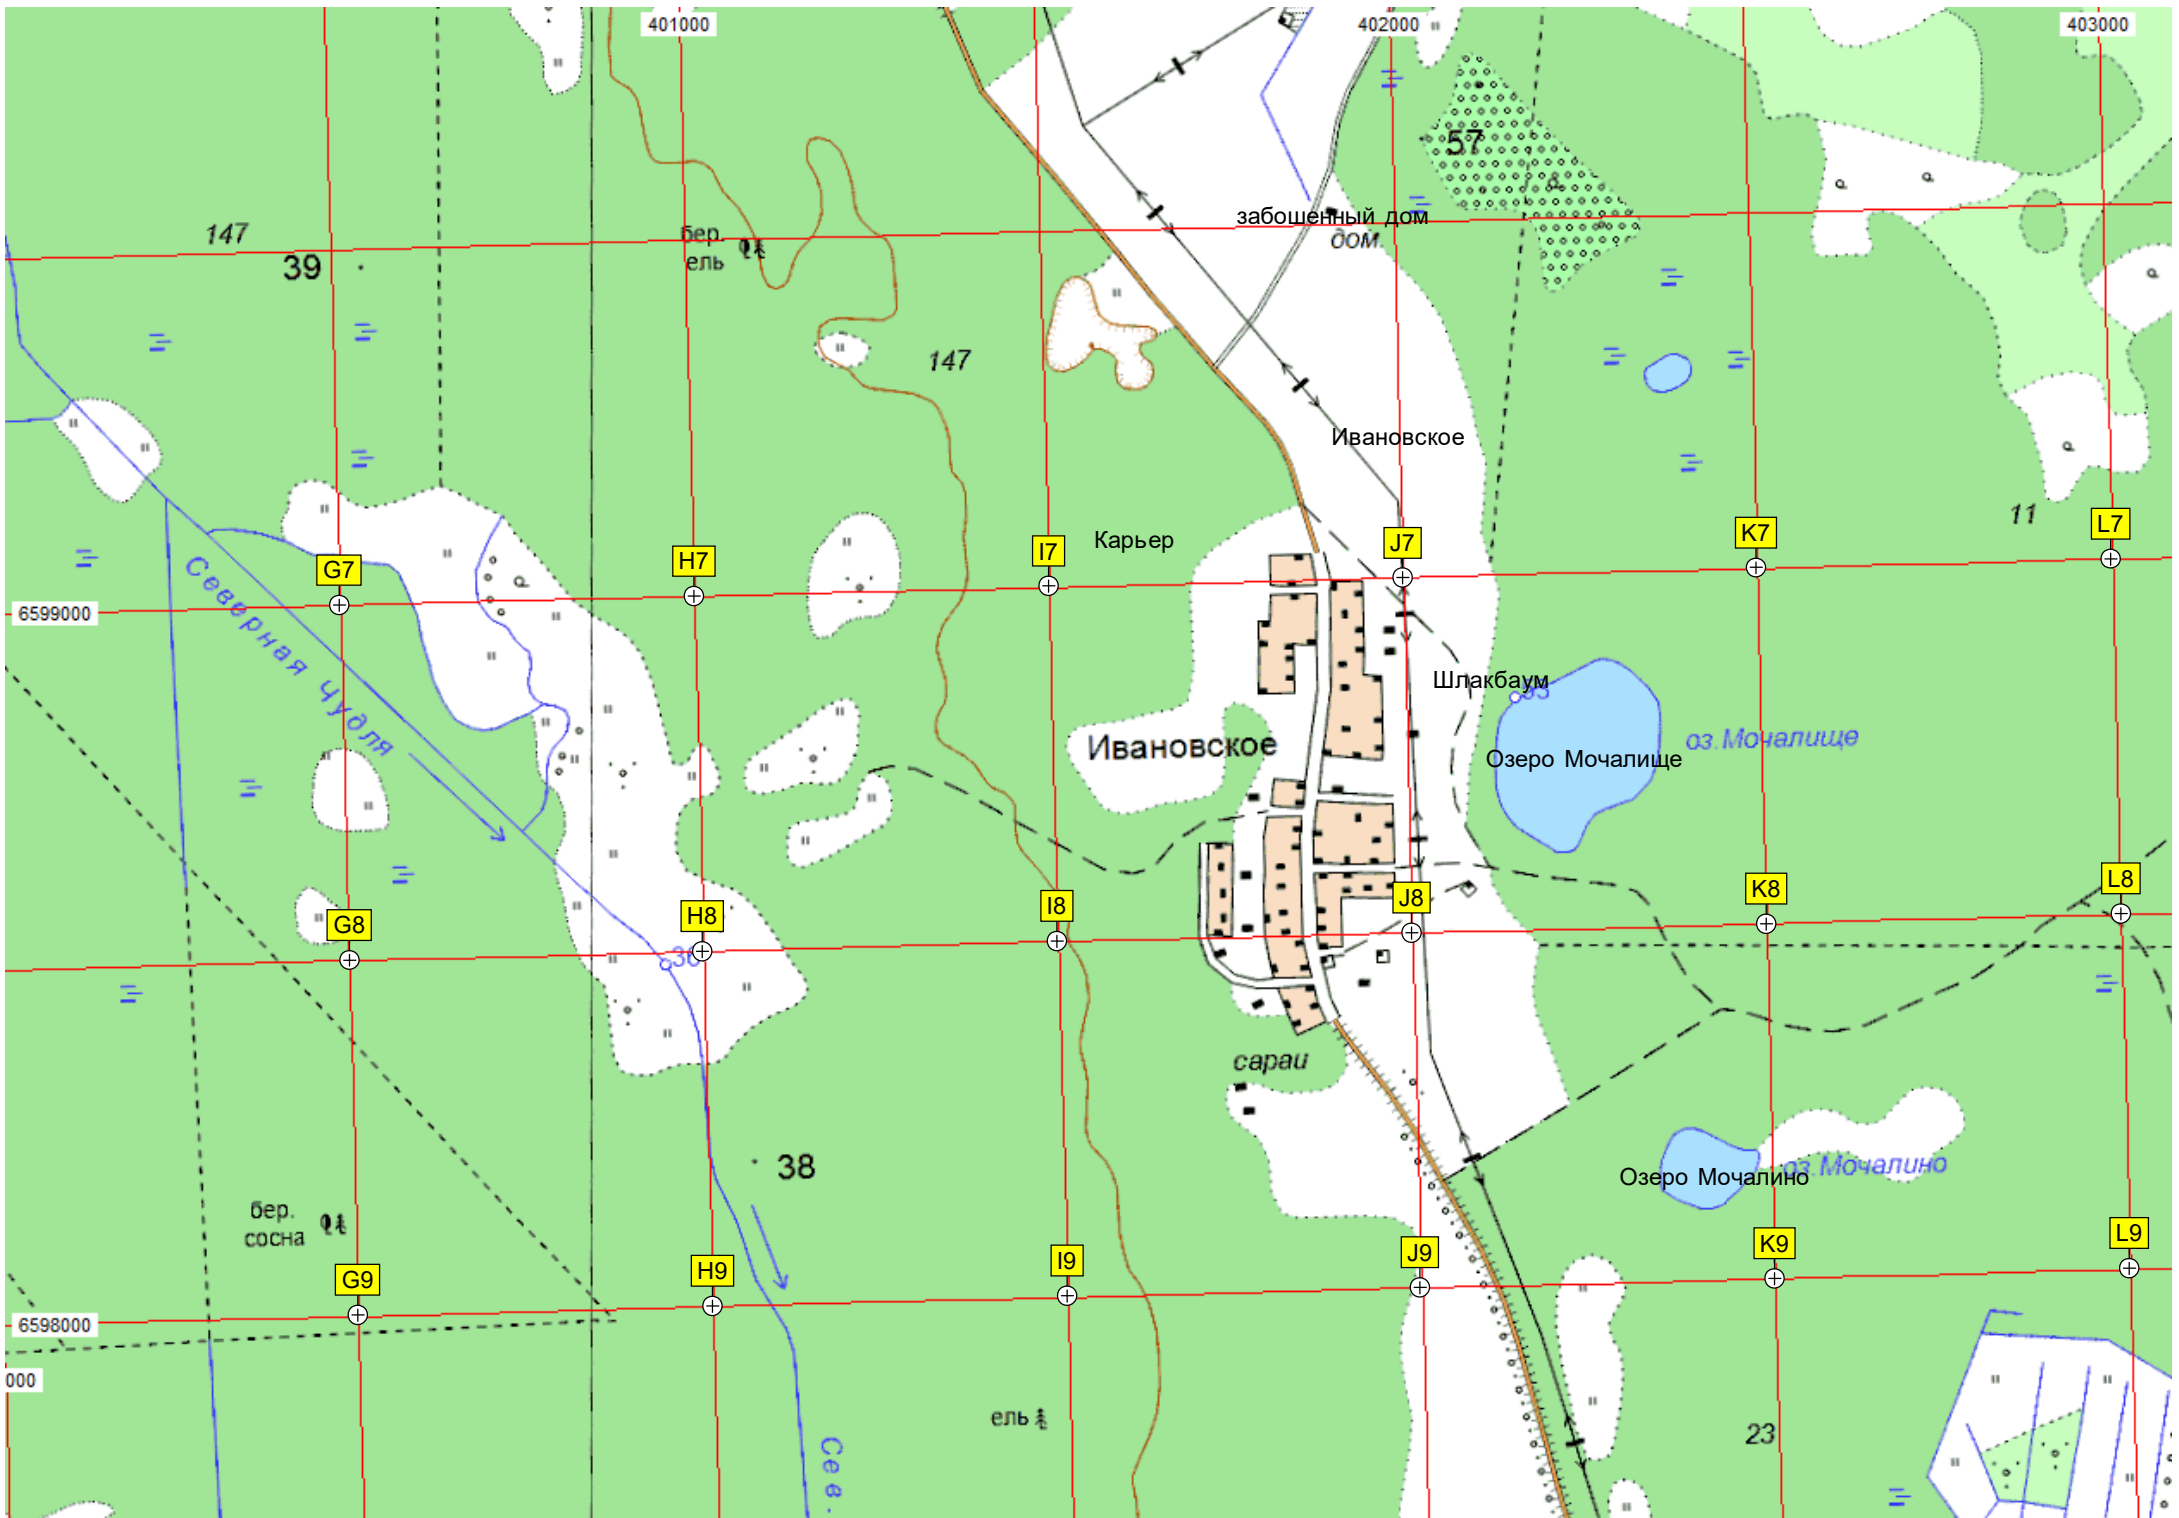 401000
402000
403000
57
147
39
бер.
ель
забошенный дом
дом.
147
Ивановское
11
Карьер
G7
H7
I7
J7
K7
L7
6599000
Северная Чудля
Шлакбаум
оз.Мочалище
Ивановское
Озеро Мочалище
G8
H8
I8
J8
K8
L8
сараи
38
оз.Мочалино
Озеро Мочалино
бер.
сосна
G9
H9
I9
J9
K9
L9
6598000
000
ель
Сев.
23